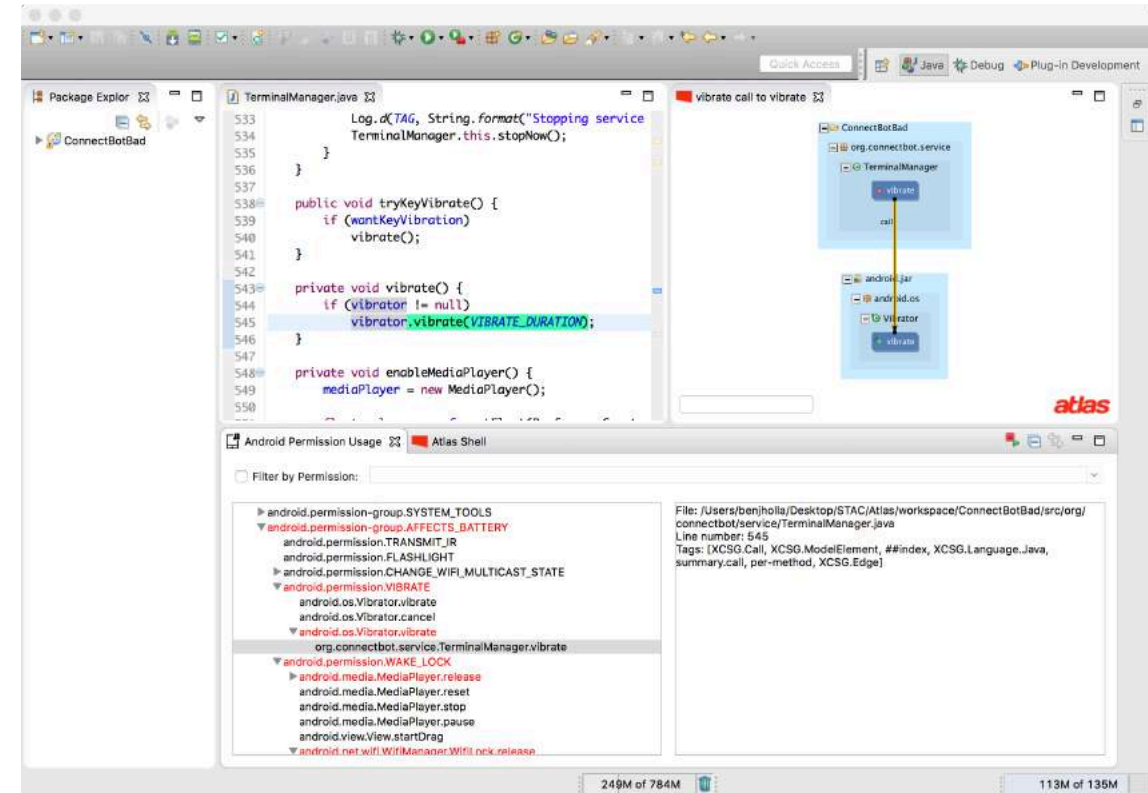 Quick Access
Java
Debug
Plug-in Development
Package Explor
ConnectBotBad
TerminalManager.java
533 Log.d(TAG, String.format("Stopping service
534 TerminalManager.this.stopNow();
535 }
536 }
537
538 public void tryKeyVibrate() {
539 if (wantKeyVibration)
540 vibrate();
541 }
542
543 private void vibrate() {
544 if (vibrator != null)
545 vibrator.vibrate(VIBRATE_DURATION);
546 }
547
548 private void enableMediaPlayer() {
549 mediaPlayer = new MediaPlayer();
550
vibrate call to vibrate
ConnectBotBad
org.connectbot.service
TerminalManager
vibrate
call
android.jar
android.os
Vibrator
vibrate
atlas
Android Permission Usage
Atlas Shell
Filter by Permission:
android.permission-group.SYSTEM_TOOLS
android.permission-group.AFFECTS_BATTERY
android.permission.TRANSMIT_IR
android.permission.FLASHLIGHT
android.permission.CHANGE_WIFI_MULTICAST_STATE
android.permission.VIBRATE
android.os.Vibrator.vibrate
android.os.Vibrator.cancel
android.os.Vibrator.vibrate
org.connectbot.service.TerminalManager.vibrate
android.permission.WAKE_LOCK
android.media.MediaPlayer.release
android.media.MediaPlayer.reset
android.media.MediaPlayer.stop
android.media.MediaPlayer.pause
android.view.View.startDrag
android.net.wifi.WifiManager.WifiLock.release
File: /Users/benjholla/Desktop/STAC/Atlas/workspace/ConnectBotBad/src/org/
connectbot/service/TerminalManager.java
Line number: 545
Tags: [XCSG.Call, XCSG.ModelElement, ##index, XCSG.Language.Java,
summary.call, per-method, XCSG.Edge]
249M of 784M
113M of 135M